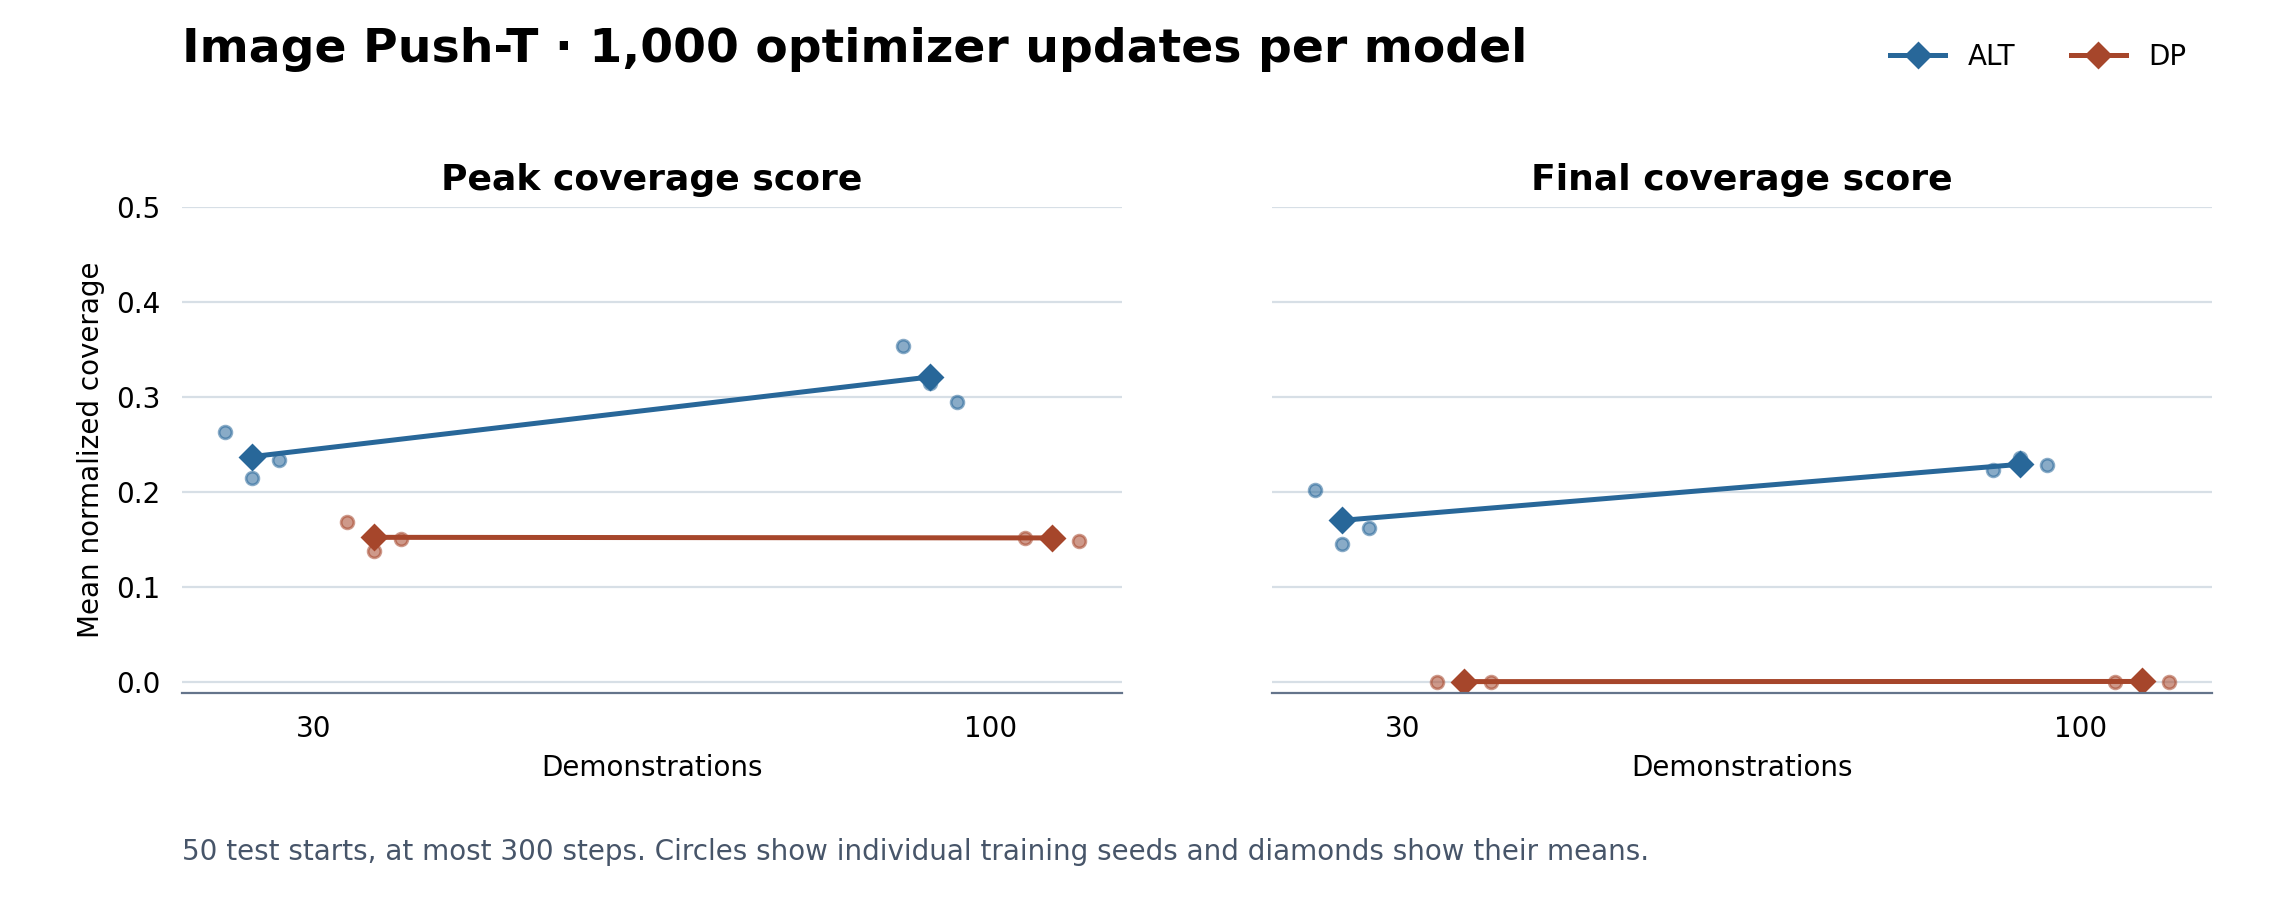 Image Push-T · 1,000 optimizer updates per model
ALT
DP
Peak coverage score
Final coverage score
Mean normalized coverage
0.5
0.4
0.3
0.2
0.1
0.0
30
100
Demonstrations
30
100
Demonstrations
50 test starts, at most 300 steps. Circles show individual training seeds and diamonds show their means.